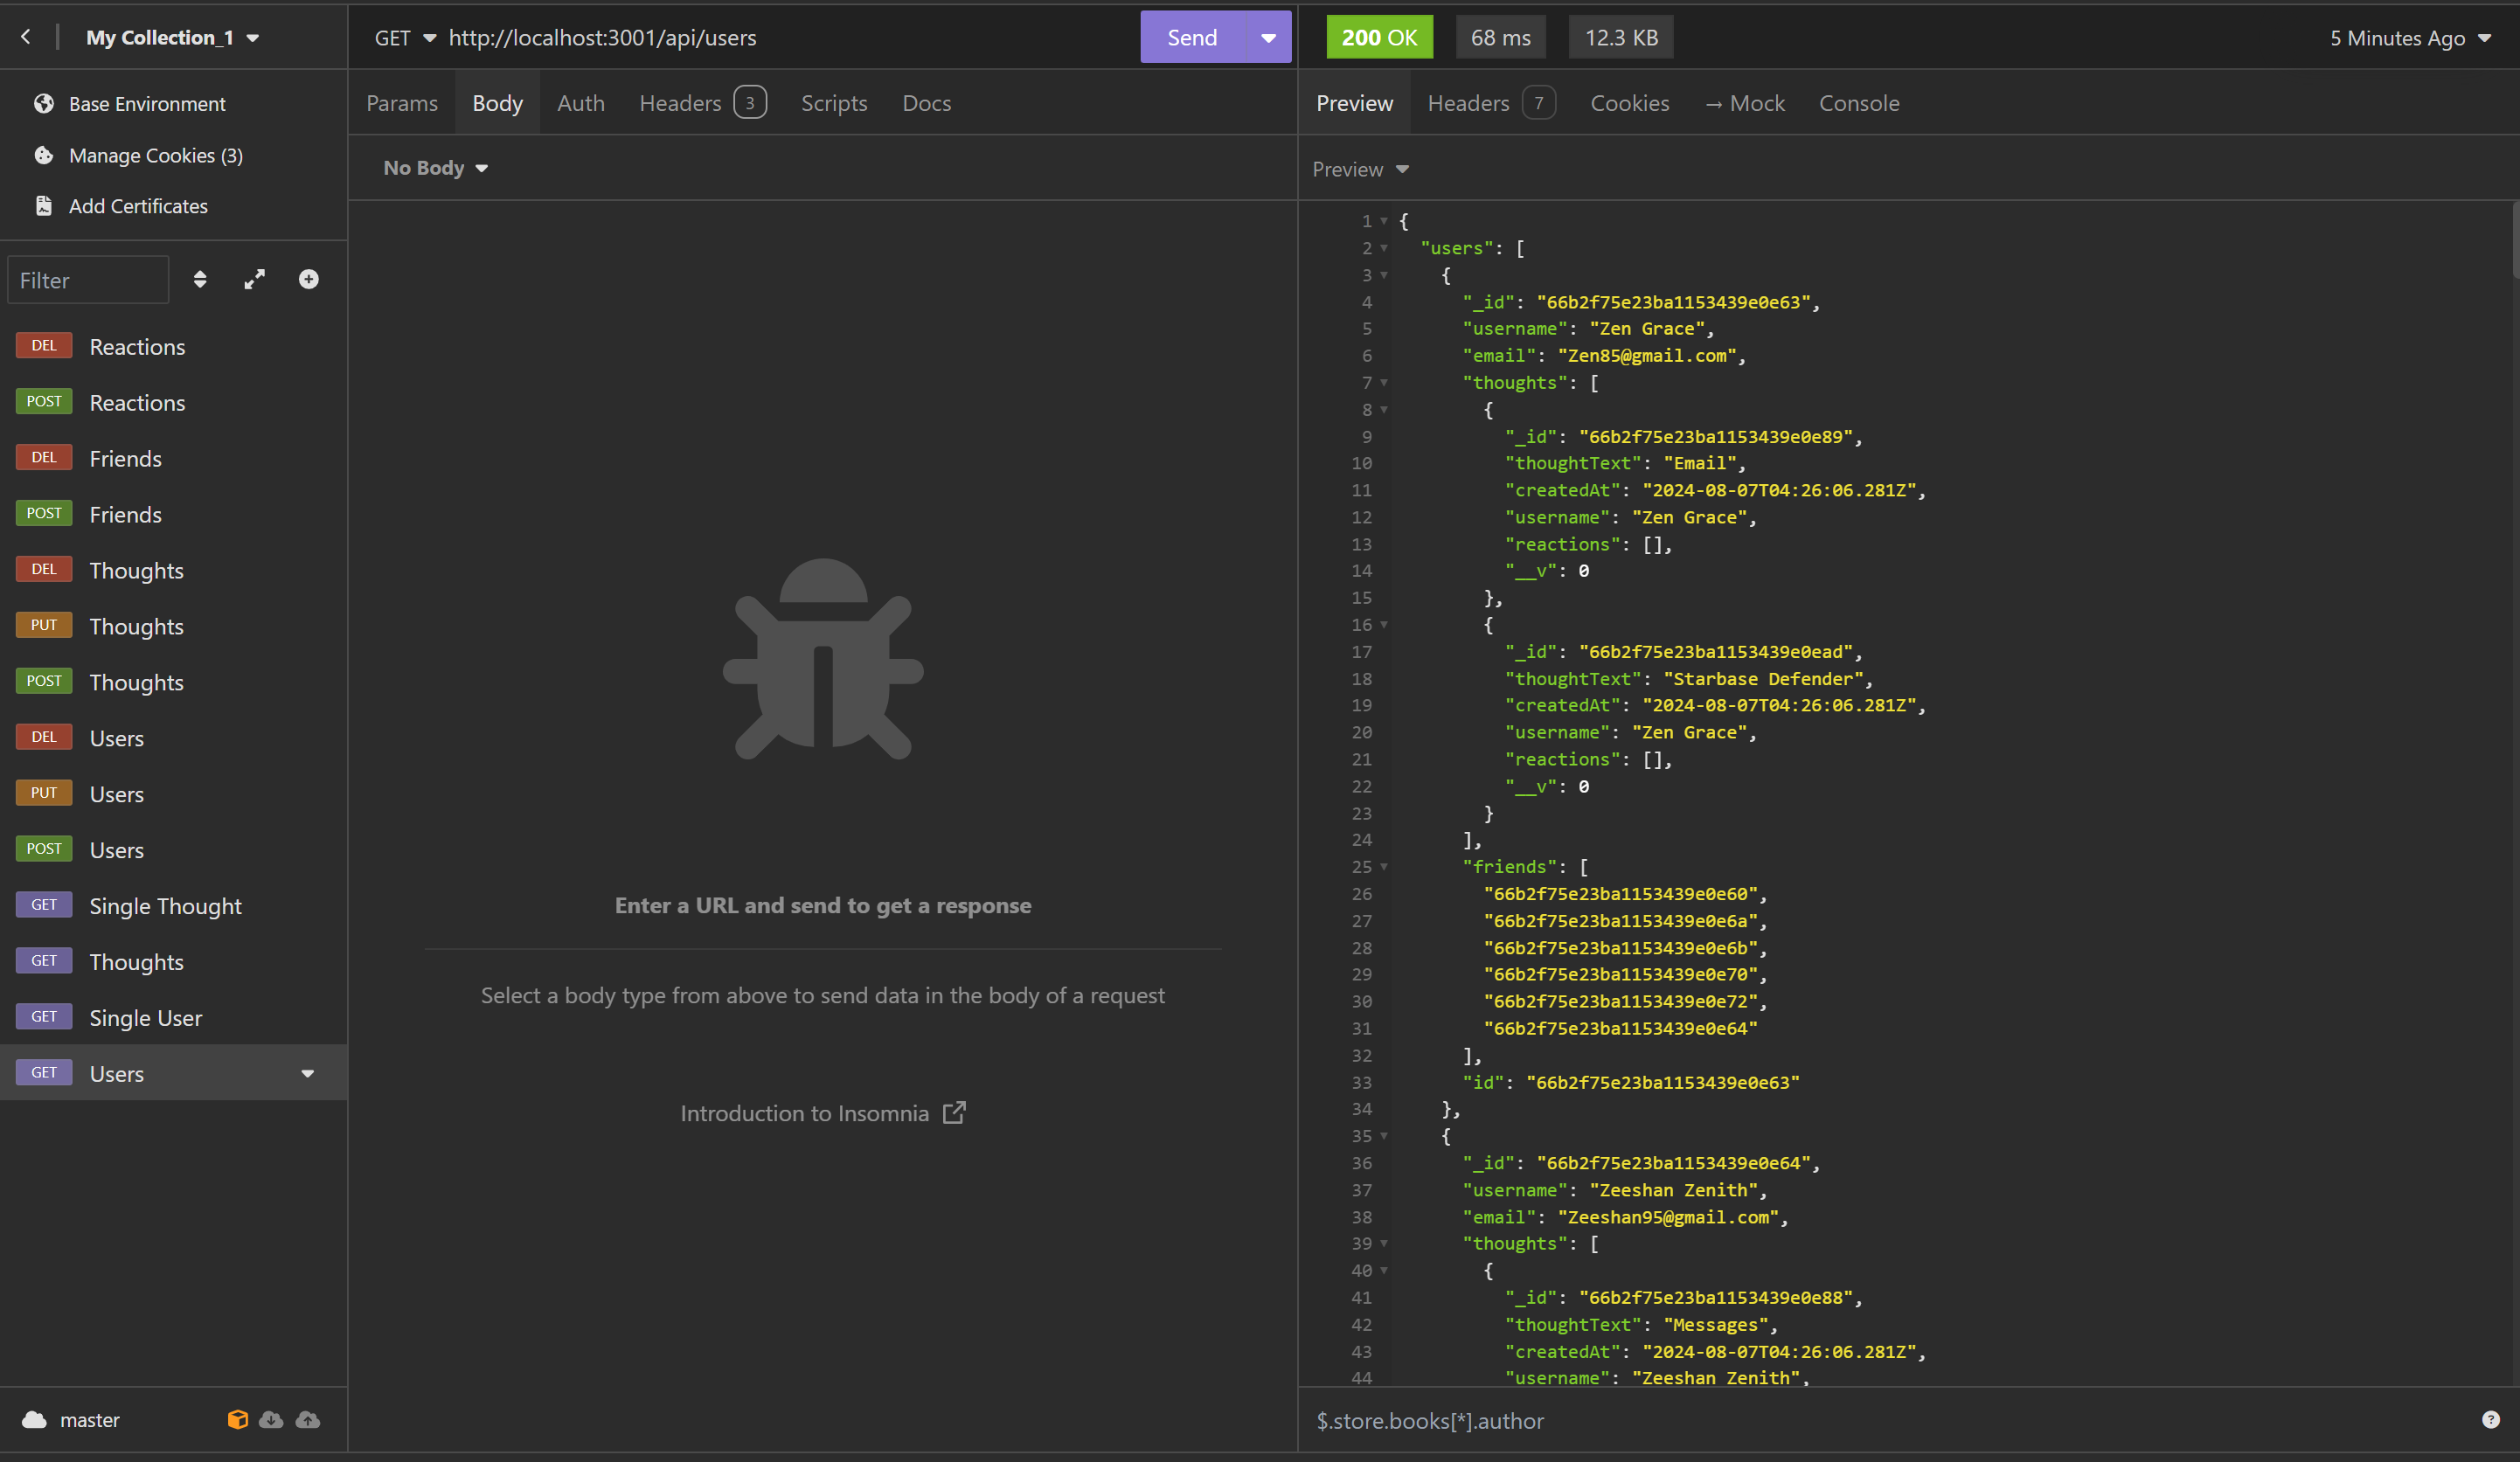 My Collection_1
Base Environment
Manage Cookies (3)
Add Certificates
Filter
DEL Reactions
POST Reactions
DEL Friends
POST Friends
DEL Thoughts
PUT Thoughts
POST Thoughts
DEL Users
PUT Users
POST Users
GET Single Thought
GET Thoughts
GET Single User
GET Users
master
GET http://localhost:3001/api/users Send
Params Body Auth Headers 3 Scripts Docs
No Body
Enter a URL and send to get a response
Select a body type from above to send data in the body of a request
Introduction to Insomnia
200 OK 68 ms 12.3 KB 5 Minutes Ago
Preview Headers 7 Cookies → Mock Console
Preview
1 {
2 "users": [
3 {
4 "_id": "66b2f75e23ba1153439e0e63",
5 "username": "Zen Grace",
6 "email": "Zen85@gmail.com",
7 "thoughts": [
8 {
9 "_id": "66b2f75e23ba1153439e0e89",
10 "thoughtText": "Email",
11 "createdAt": "2024-08-07T04:26:06.281Z",
12 "username": "Zen Grace",
13 "reactions": [],
14 "__v": 0
15 },
16 {
17 "_id": "66b2f75e23ba1153439e0ead",
18 "thoughtText": "Starbase Defender",
19 "createdAt": "2024-08-07T04:26:06.281Z",
20 "username": "Zen Grace",
21 "reactions": [],
22 "__v": 0
23 }
24 ],
25 "friends": [
26 "66b2f75e23ba1153439e0e60",
27 "66b2f75e23ba1153439e0e6a",
28 "66b2f75e23ba1153439e0e6b",
29 "66b2f75e23ba1153439e0e70",
30 "66b2f75e23ba1153439e0e72",
31 "66b2f75e23ba1153439e0e64"
32 ],
33 "id": "66b2f75e23ba1153439e0e63"
34 },
35 {
36 "_id": "66b2f75e23ba1153439e0e64",
37 "username": "Zeeshan Zenith",
38 "email": "Zeeshan95@gmail.com",
39 "thoughts": [
40 {
41 "_id": "66b2f75e23ba1153439e0e88",
42 "thoughtText": "Messages",
43 "createdAt": "2024-08-07T04:26:06.281Z",
44 "username": "Zeeshan Zenith",
$.store.books[*].author